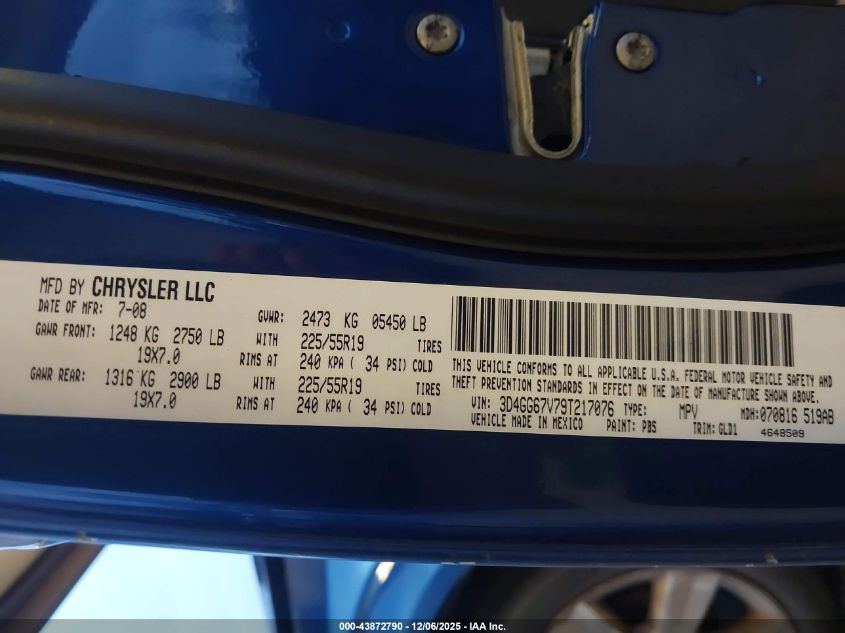 MFD BY CHRYSLER LLC
DATE OF MFR: 7-08
GVWR: 2473 KG 05450 LB
GAWR FRONT: 1248 KG 2750 LB WITH 225/55R19 TIRES
19X7.0 RIMS AT 240 KPA ( 34 PSI) COLD
GAWR REAR: 1316 KG 2900 LB WITH 225/55R19 TIRES
19X7.0 RIMS AT 240 KPA ( 34 PSI) COLD
THIS VEHICLE CONFORMS TO ALL APPLICABLE U.S.A. FEDERAL MOTOR VEHICLE SAFETY AND
THEFT PREVENTION STANDARDS IN EFFECT ON THE DATE OF MANUFACTURE SHOWN ABOVE.
VIN: 3D4GG67V79T217076 TYPE: MPV MDH:070816 519AB
VEHICLE MADE IN MEXICO PAINT: PBS TRIM: GLD1 4648509
000-43872790 - 12/06/2025 - IAA Inc.